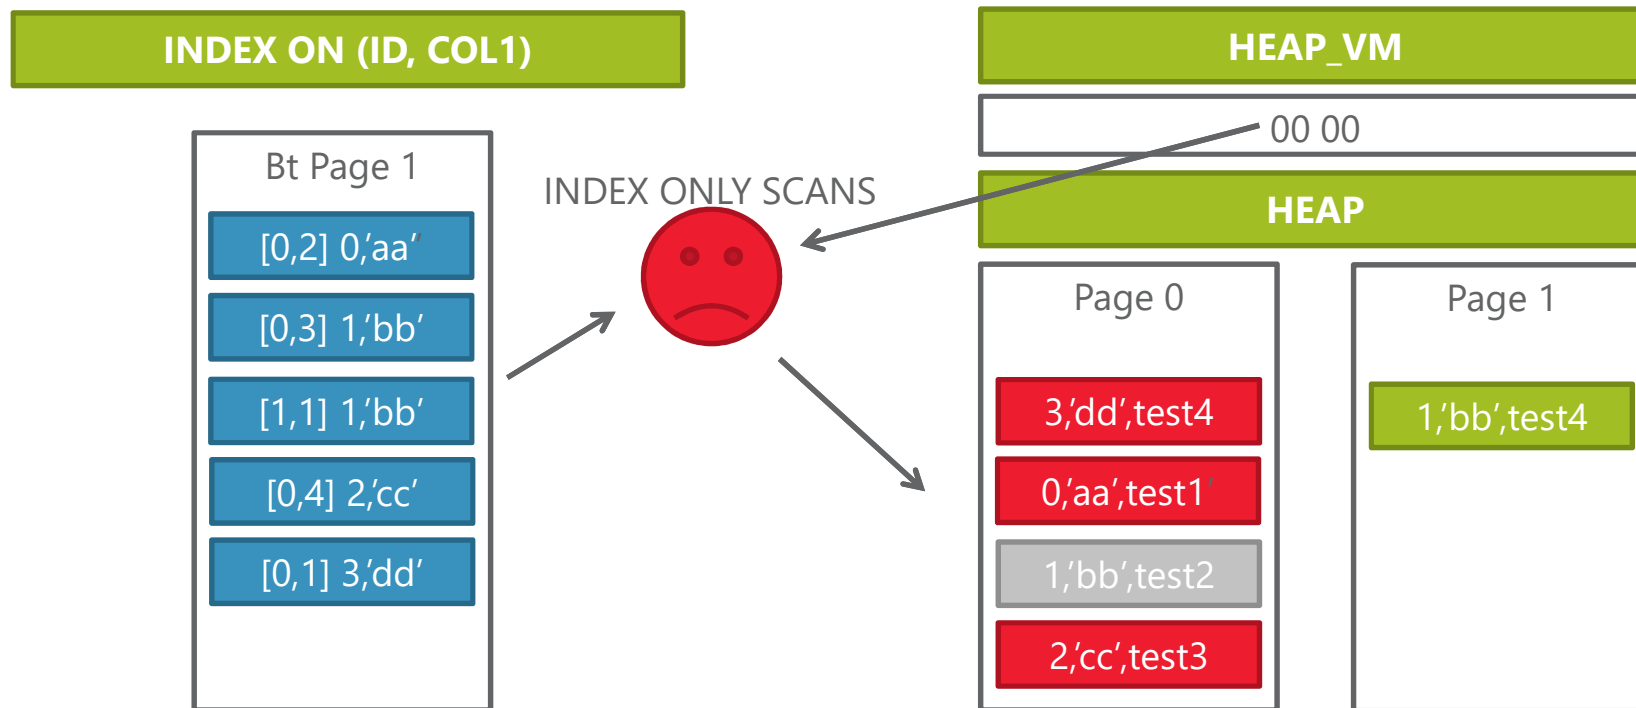 INDEX ON (ID, COL1)
Bt Page 1
[0,2] 0,’aa’’
[0,3] 1,’bb’
[1,1] 1,’bb’
[0,4] 2,’cc’
[0,1] 3,’dd’
INDEX ONLY SCANS
HEAP_VM
00 00
HEAP
Page 0
3,’dd’,test4
0,’aa’,test1’
1,’bb’,test2
2,’cc’,test3
Page 1
1,’bb’,test4